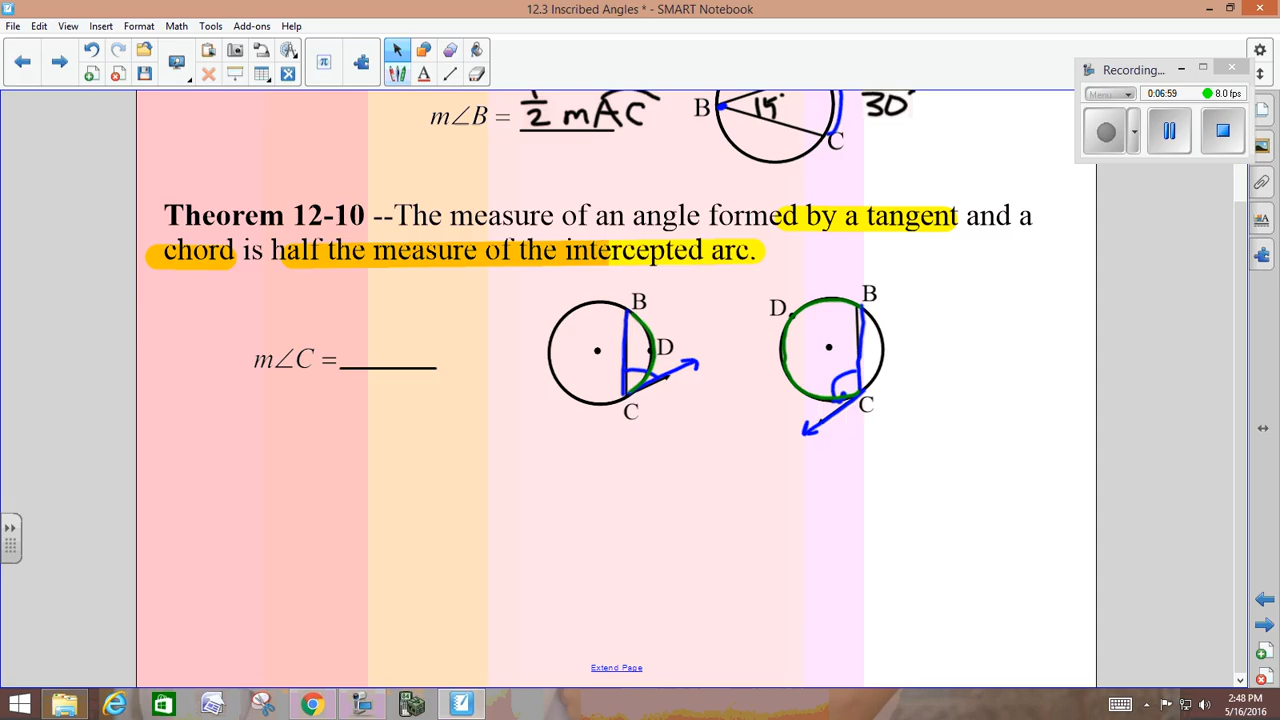 12.3 Inscribed Angles * - SMART Notebook
File Edit View Insert Format Math Tools Add-ons Help
Recording...
Menu 0:06:59 8.0 fps
m∠B = 1/2 mAC
B 15° C 30°
Theorem 12-10 --The measure of an angle formed by a tangent and a
chord is half the measure of the intercepted arc.
B D C
D B C
m∠C =
Extend Page
2:48 PM
5/16/2016